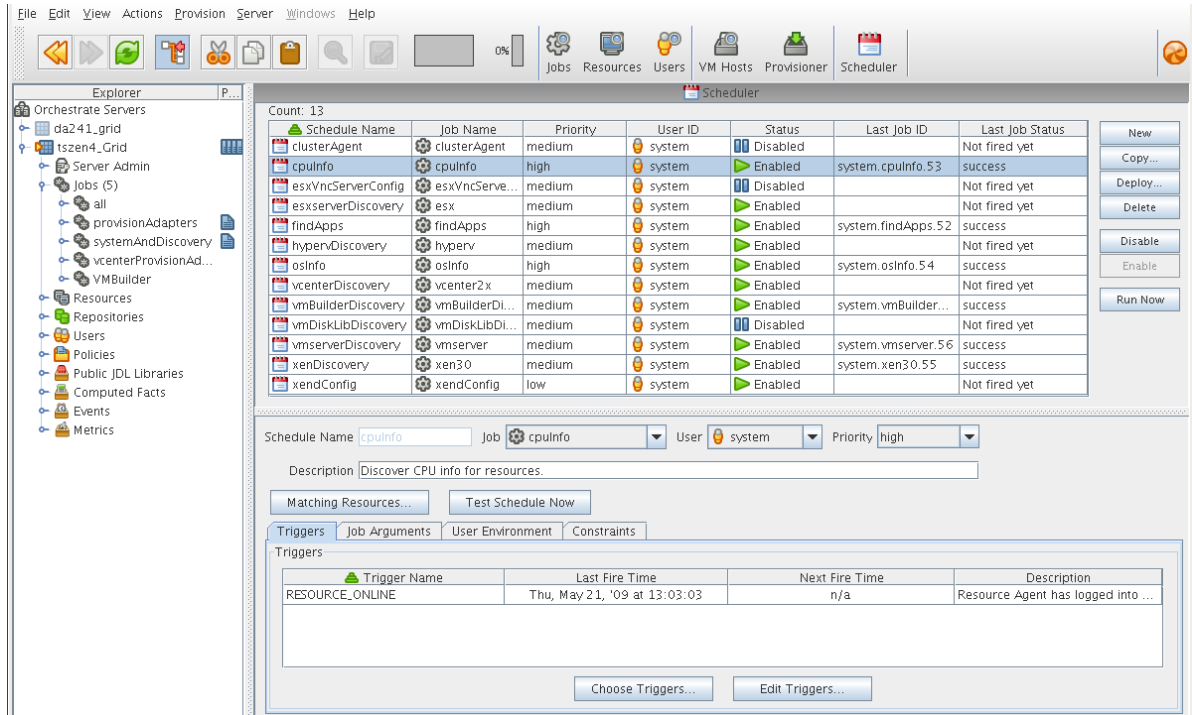 File Edit View Actions Provision Server Windows Help
0%
Jobs Resources Users VM Hosts Provisioner Scheduler
Explorer P...
Orchestrate Servers
da241_grid
tszen4_Grid
Server Admin
Jobs (5)
all
provisionAdapters
systemAndDiscovery
vcenterProvisionAd...
VMBuilder
Resources
Repositories
Users
Policies
Public JDL Libraries
Computed Facts
Events
Metrics
Scheduler
Count: 13
Schedule Name Job Name Priority User ID Status Last Job ID Last Job Status
clusterAgent clusterAgent medium system Disabled Not fired yet
cpuInfo cpuInfo high system Enabled system.cpuInfo.53 success
esxVncServerConfig esxVncServe... medium system Disabled Not fired yet
esxserverDiscovery esx medium system Enabled Not fired yet
findApps findApps high system Enabled system.findApps.52 success
hypervDiscovery hyperv medium system Enabled Not fired yet
osInfo osInfo high system Enabled system.osInfo.54 success
vcenterDiscovery vcenter2x medium system Enabled Not fired yet
vmBuilderDiscovery vmBuilderDi... medium system Enabled system.vmBuilder... success
vmDiskLibDiscovery vmDiskLibDi... medium system Disabled Not fired yet
vmserverDiscovery vmserver medium system Enabled system.vmserver.56 success
xenDiscovery xen30 medium system Enabled system.xen30.55 success
xendConfig xendConfig low system Enabled Not fired yet
New
Copy...
Deploy...
Delete
Disable
Enable
Run Now
Schedule Name cpuInfo Job cpuInfo User system Priority high
Description Discover CPU info for resources.
Matching Resources... Test Schedule Now
Triggers Job Arguments User Environment Constraints
Triggers
Trigger Name Last Fire Time Next Fire Time Description
RESOURCE_ONLINE Thu, May 21, '09 at 13:03:03 n/a Resource Agent has logged into ...
Choose Triggers... Edit Triggers...